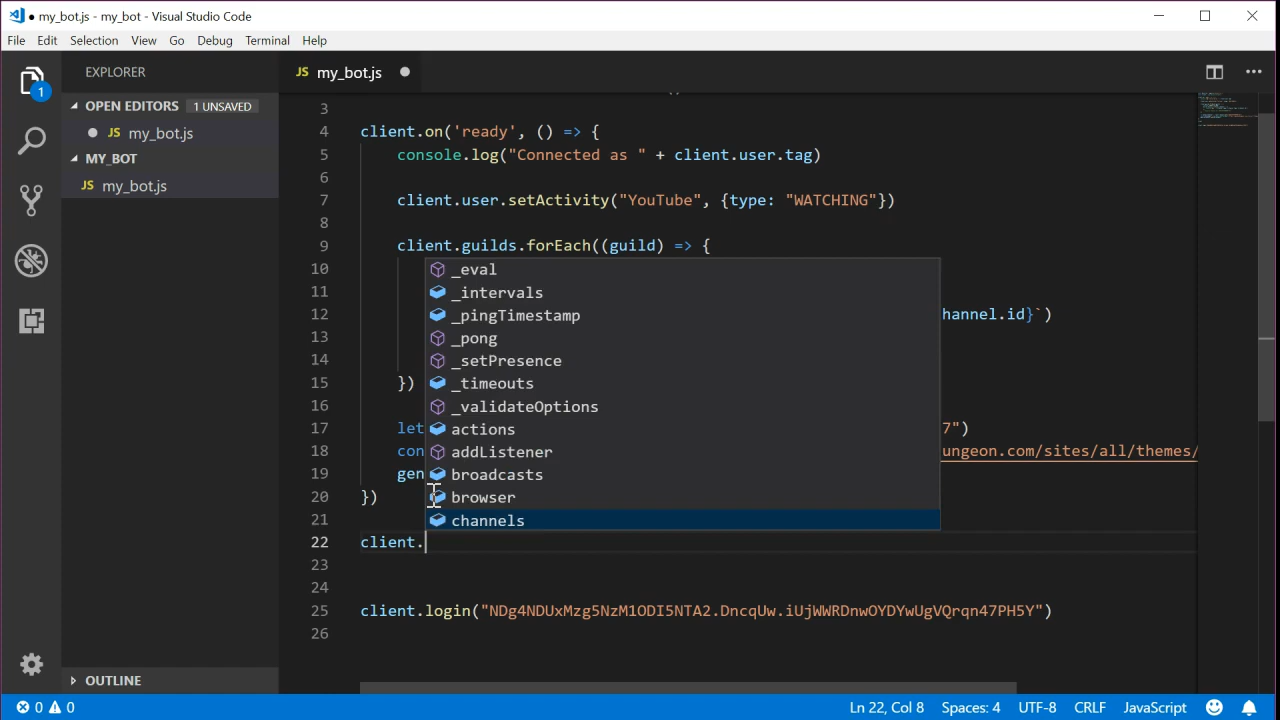 my_bot.js - my_bot - Visual Studio Code
File Edit Selection View Go Debug Terminal Help
EXPLORER
OPEN EDITORS 1 UNSAVED
JS my_bot.js
MY_BOT
JS my_bot.js
OUTLINE
1
JS my_bot.js
3
4 client.on('ready', () => {
5 console.log("Connected as " + client.user.tag)
6
7 client.user.setActivity("YouTube", {type: "WATCHING"})
8
9 client.guilds.forEach((guild) => {
10
11
12 hannel.id}`)
13
14
15 })
16
17 let 7")
18 con ungeon.com/sites/all/themes/
19 gen
20 })
21
22 client.
23
24
25 client.login("NDg4NDUxMzg5NzM1ODI5NTA2.DncqUw.iUjWWRDnwOYDYwUgVQrqn47PH5Y")
26
_eval
_intervals
_pingTimestamp
_pong
_setPresence
_timeouts
_validateOptions
actions
addListener
broadcasts
browser
channels
0 0 Ln 22, Col 8 Spaces: 4 UTF-8 CRLF JavaScript